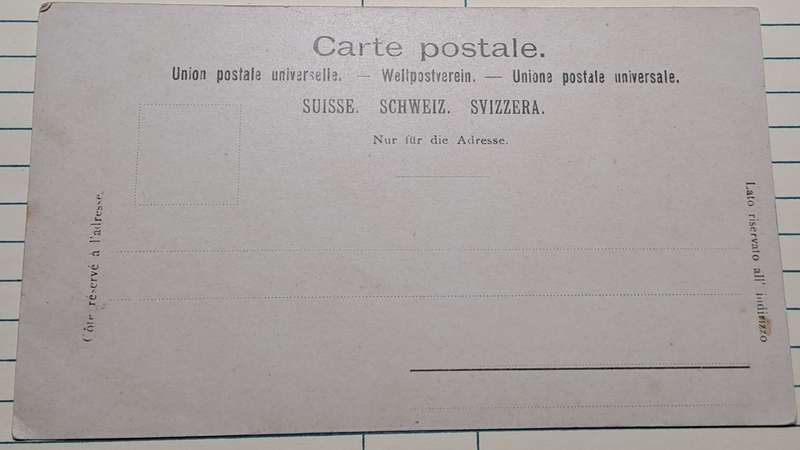 Carte postale.
Union postale universelle. — Weltpostverein. — Unione postale universale.
SUISSE. SCHWEIZ. SVIZZERA.
Nur für die Adresse.
Côté réservé à l'adresse.
Lato riservato all' indirizzo